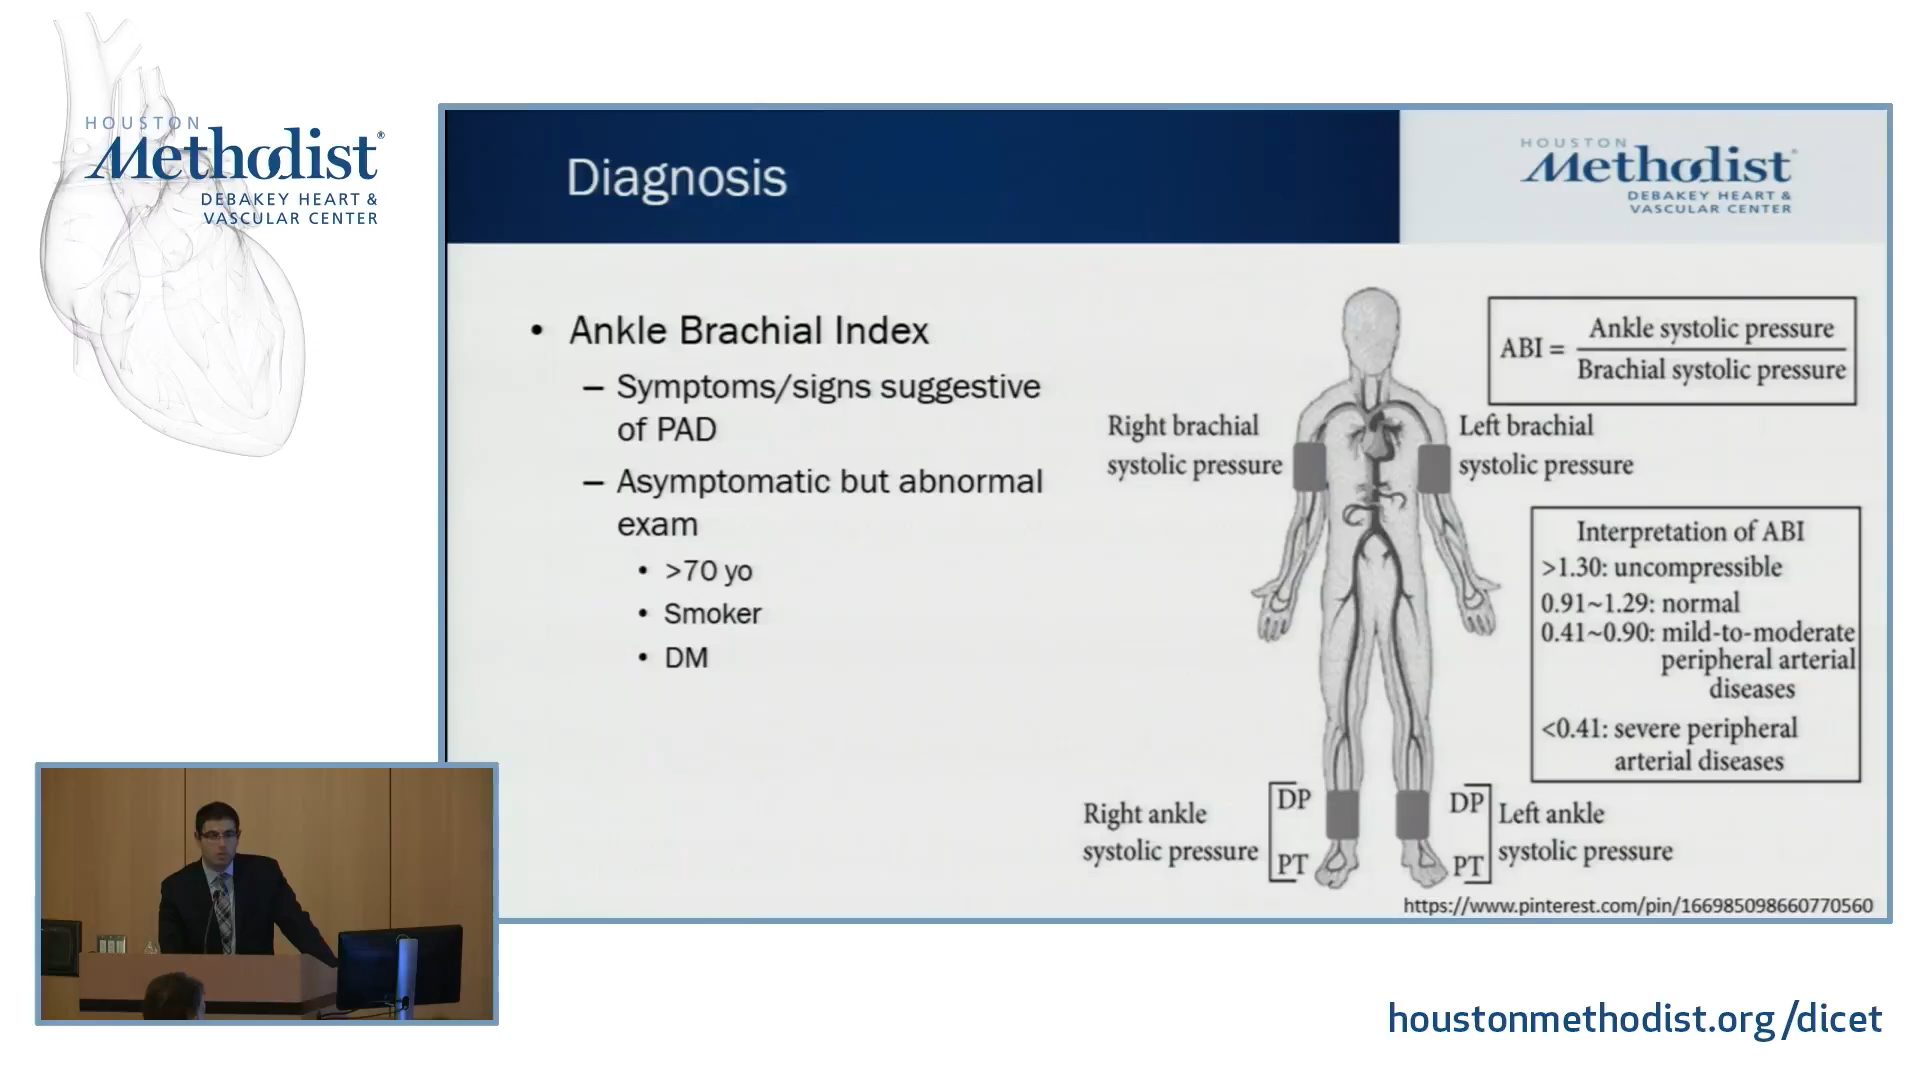 HOUSTON
Methodist®
DEBAKEY HEART &
VASCULAR CENTER
Diagnosis
HOUSTON
Methodist®
DEBAKEY HEART &
VASCULAR CENTER
• Ankle Brachial Index
– Symptoms/signs suggestive
of PAD
– Asymptomatic but abnormal
exam
• >70 yo
• Smoker
• DM
ABI = Ankle systolic pressure
Brachial systolic pressure
Right brachial
systolic pressure
Left brachial
systolic pressure
Interpretation of ABI
>1.30: uncompressible
0.91~1.29: normal
0.41~0.90: mild-to-moderate
peripheral arterial
diseases
<0.41: severe peripheral
arterial diseases
Right ankle
systolic pressure
DP
PT
DP
PT
Left ankle
systolic pressure
https://www.pinterest.com/pin/166985098660770560
houstonmethodist.org/dicet